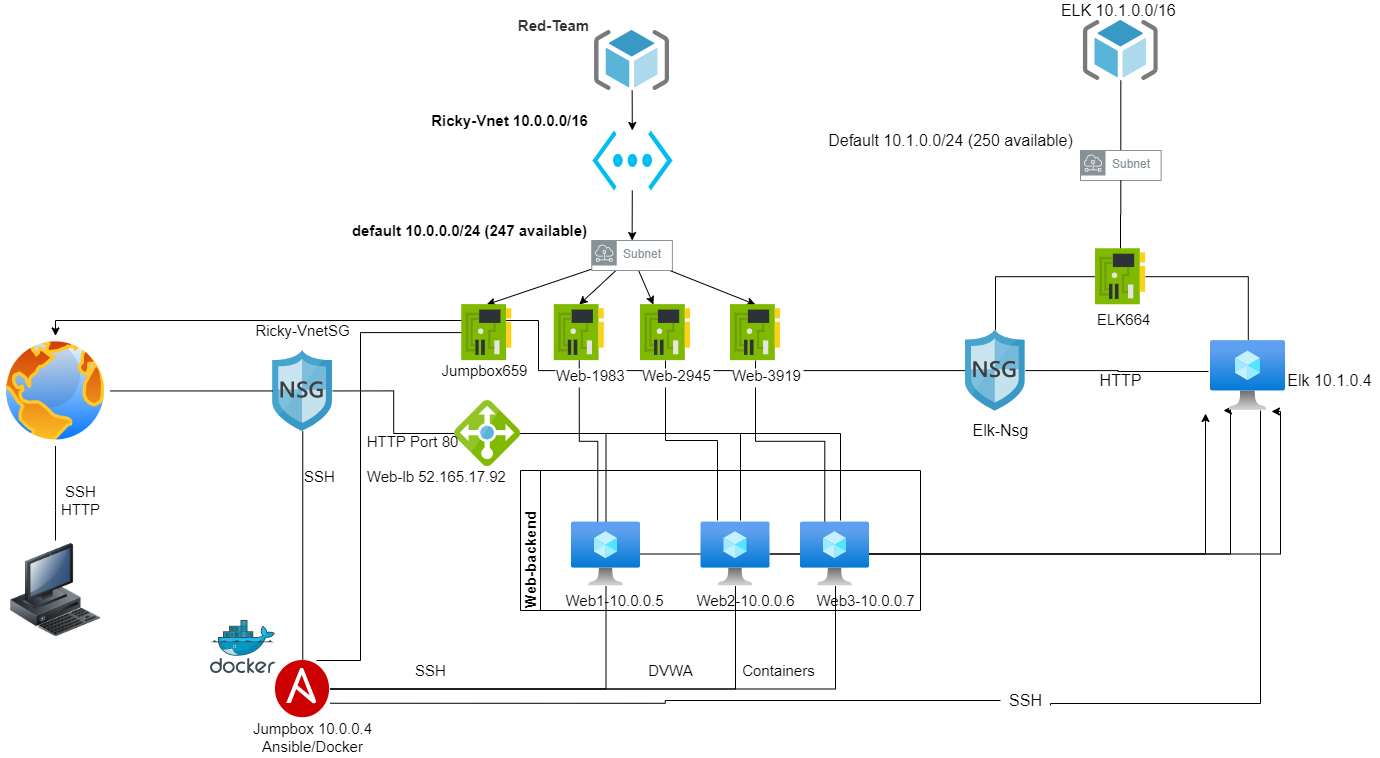 ELK 10.1.0.0/16
Red-Team
Ricky-Vnet 10.0.0.0/16
Default 10.1.0.0/24 (250 available)
Subnet
default 10.0.0.0/24 (247 available)
Subnet
Ricky-VnetSG
ELK664
Jumpbox659
Web-1983
Web-2945
Web-3919
NSG
NSG
HTTP
Elk 10.1.0.4
Elk-Nsg
HTTP Port 80
Web-lb 52.165.17.92
SSH
SSH
HTTP
Web-backend
Web1-10.0.0.5
Web2-10.0.0.6
Web3-10.0.0.7
docker
SSH
DVWA
Containers
SSH
Jumpbox 10.0.0.4
Ansible/Docker